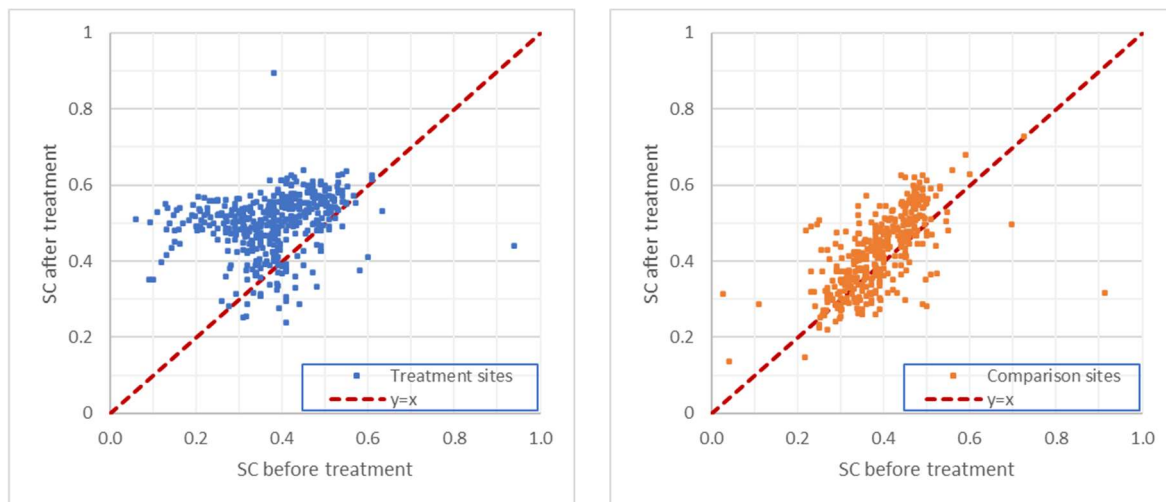 1
0.8
0.6
0.4
0.2
0
SC after treatment
0.0 0.2 0.4 0.6 0.8 1.0
SC before treatment
Treatment sites
y=x
1
0.8
0.6
0.4
0.2
0
SC after treatment
0.0 0.2 0.4 0.6 0.8 1.0
SC before treatment
Comparison sites
y=x